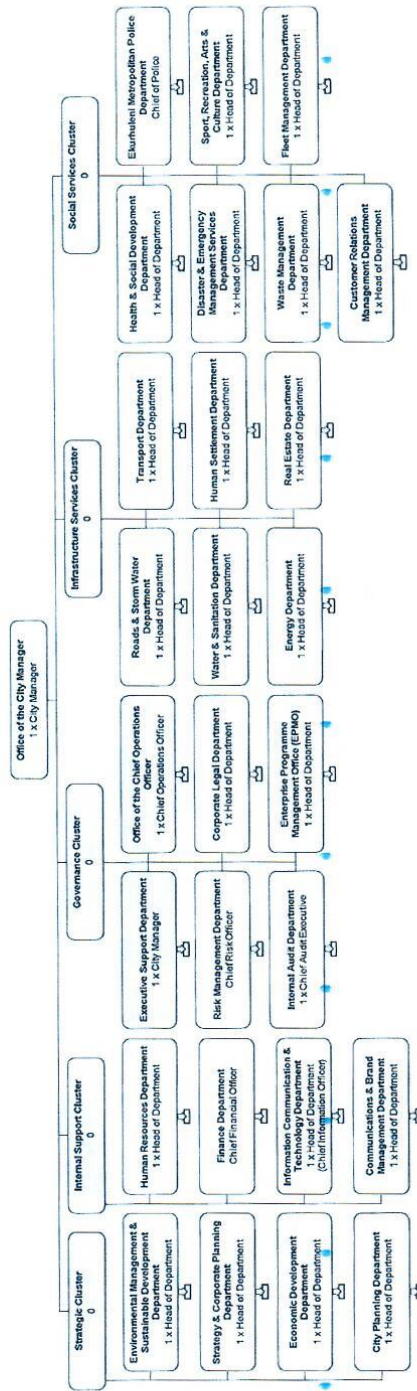 Office of the City Manager
1 x City Manager
Strategic Cluster
0
Environmental Management &
Sustainable Development Department
1 x Head of Department
Strategy & Corporate Planning
Department
1 x Head of Department
Economic Development
Department
1 x Head of Department
City Planning Department
1 x Head of Department
Internal Support Cluster
0
Human Resources Department
1 x Head of Department
Finance Department
Chief Financial Officer
Information Communication &
Technology Department
1 x Head of Department
(Chief Information Officer)
Communications & Brand
Management Department
1 x Head of Department
Governance Cluster
0
Executive Support Department
1 x City Manager
Office of the Chief Operations
Officer
1 x Chief Operations Officer
Risk Management Department
Chief Risk Officer
Corporate Legal Department
1 x Head of Department
Internal Audit Department
1 x Chief Audit Executive
Enterprise Programme
Management Office (EPMO)
1 x Head of Department
Infrastructure Services Cluster
0
Roads & Storm Water
Department
1 x Head of Department
Transport Department
1 x Head of Department
Water & Sanitation Department
1 x Head of Department
Human Settlement Department
1 x Head of Department
Energy Department
1 x Head of Department
Real Estate Department
1 x Head of Department
Social Services Cluster
0
Health & Social Development
Department
1 x Head of Department
Ekurhuleni Metropolitan Police
Department
Chief of Police
Disaster & Emergency
Management Services
Department
1 x Head of Department
Sport, Recreation, Arts &
Culture Department
1 x Head of Department
Waste Management
Department
1 x Head of Department
Fleet Management Department
1 x Head of Department
Customer Relations
Management Department
1 x Head of Department